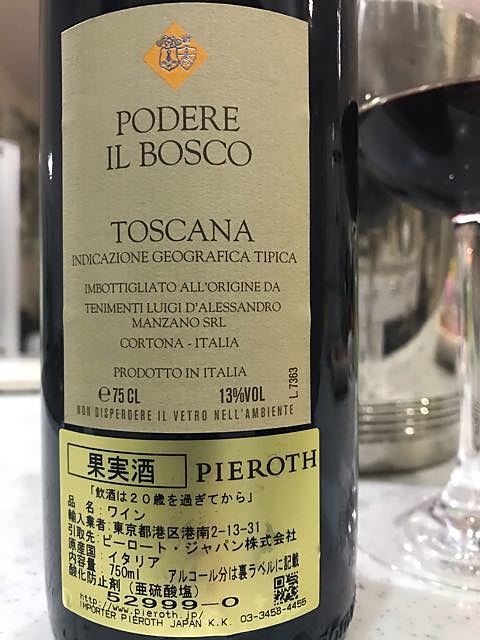 PODERE
IL BOSCO
TOSCANA
INDICAZIONE GEOGRAFICA TIPICA
IMBOTTIGLIATO ALL'ORIGINE DA
TENIMENTI LUIGI D'ALESSANDRO
MANZANO SRL
CORTONA - ITALIA
PRODOTTO IN ITALIA
e 75 CL 13%VOL
L. 7363
NON DISPERDERE IL VETRO NELL'AMBIENTE
果実酒 PIEROTH
「飲酒は20歳を過ぎてから」
品名:ワイン
輸入業者:東京都港区港南2-13-31
引取先:ピーロート・ジャパン株式会社
原産国:イタリア
内容量:750ml アルコール分は裏ラベルに記載
酸化防止剤(亜硫酸塩)
52999-0
http://www.pieroth.jp/
IMPORTER PIEROTH JAPAN K.K. 03-3458-4455